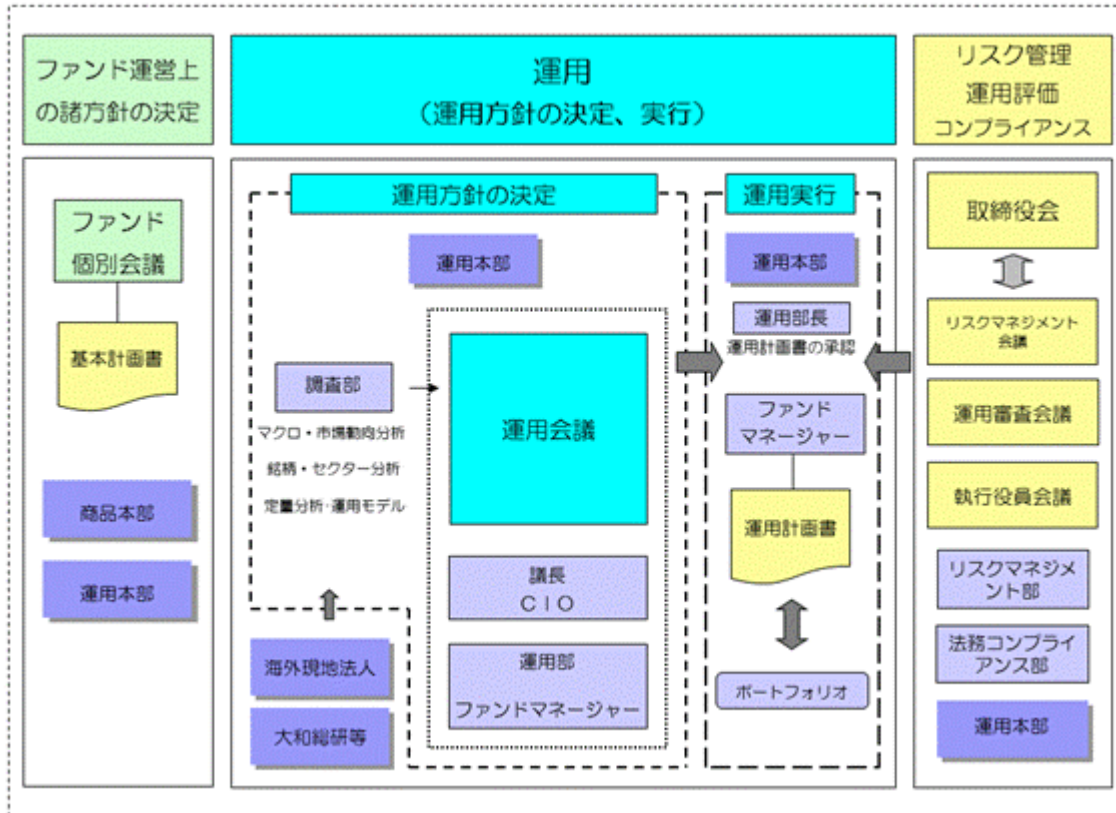 ファンド運営上
の諸方針の決定
運用
(運用方針の決定、実行)
リスク管理
運用評価
コンプライアンス
ファンド
個別会議
基本計画書
商品本部
運用本部
運用方針の決定
運用本部
調査部
マクロ・市場動向分析
銘柄・セクター分析
定量分析・運用モデル
海外現地法人
大和総研等
運用会議
議長
CIO
運用部
ファンドマネージャー
運用実行
運用本部
運用部長
運用計画書の承認
ファンド
マネージャー
運用計画書
ポートフォリオ
取締役会
リスクマネジメント
会議
運用審査会議
執行役員会議
リスクマネジメ
ント部
法務コンプライ
アンス部
運用本部